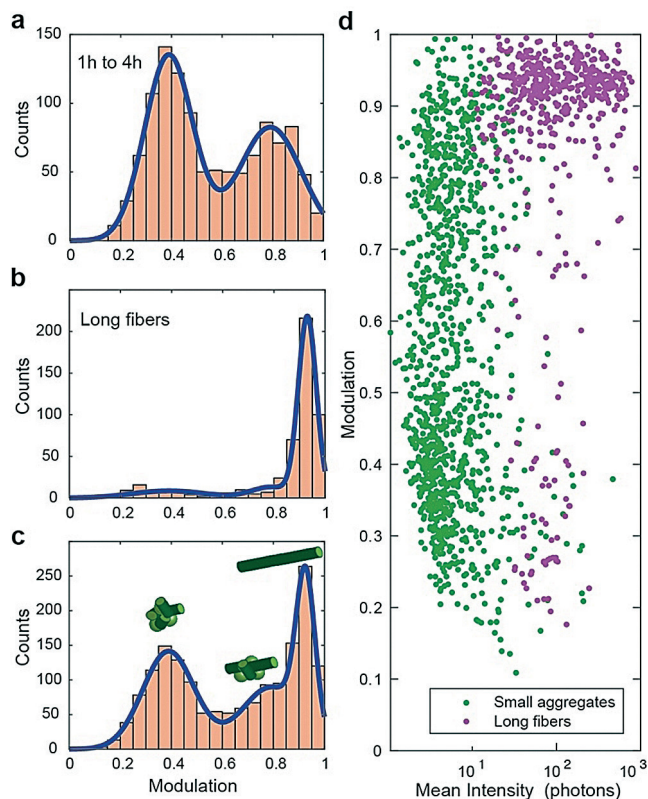 a
150
1h to 4h
100
Counts
50
0
0 0.2 0.4 0.6 0.8 1
b
Long fibers
200
150
Counts
100
50
0
0 0.2 0.4 0.6 0.8 1
c
250
200
Counts
150
100
50
0
0 0.2 0.4 0.6 0.8 1
Modulation
d
1
0.9
0.8
0.7
0.6
Modulation
0.5
0.4
0.3
0.2
0.1
0
Small aggregates
Long fibers
10¹ 10² 10³
Mean Intensity (photons)